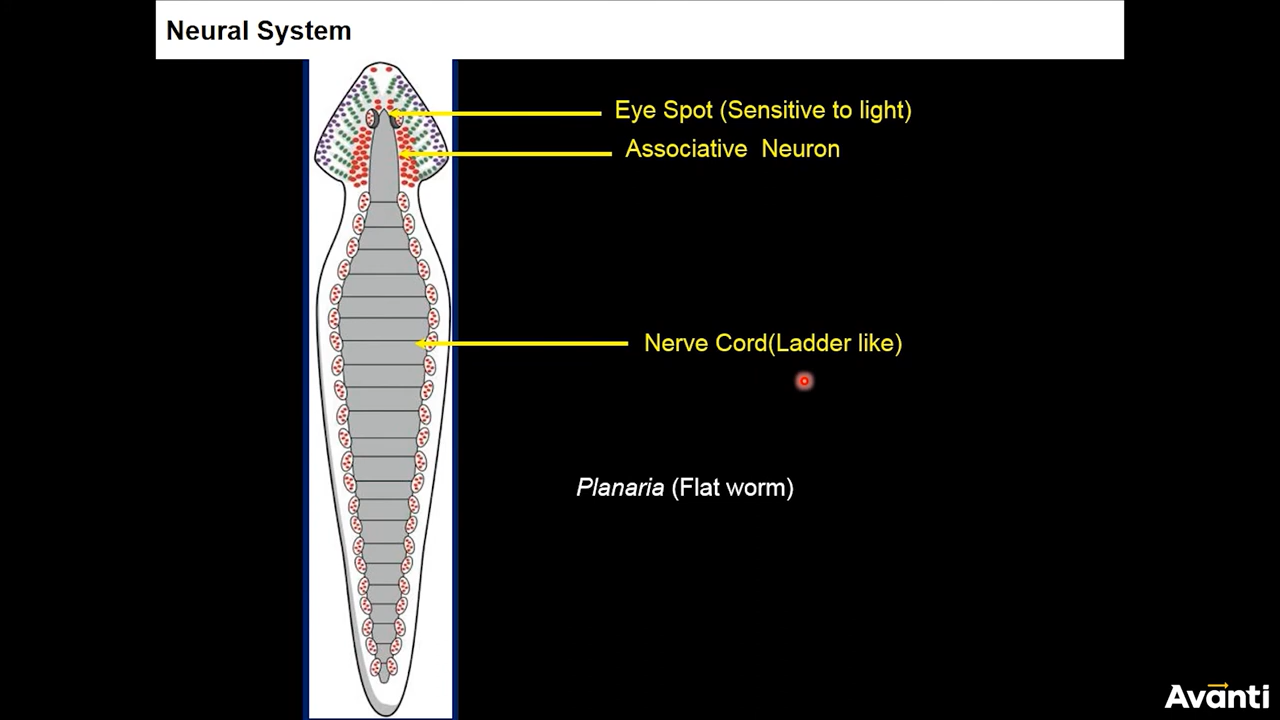 Neural System
Eye Spot (Sensitive to light)
Associative Neuron
Nerve Cord(Ladder like)
Planaria (Flat worm)
Avanti